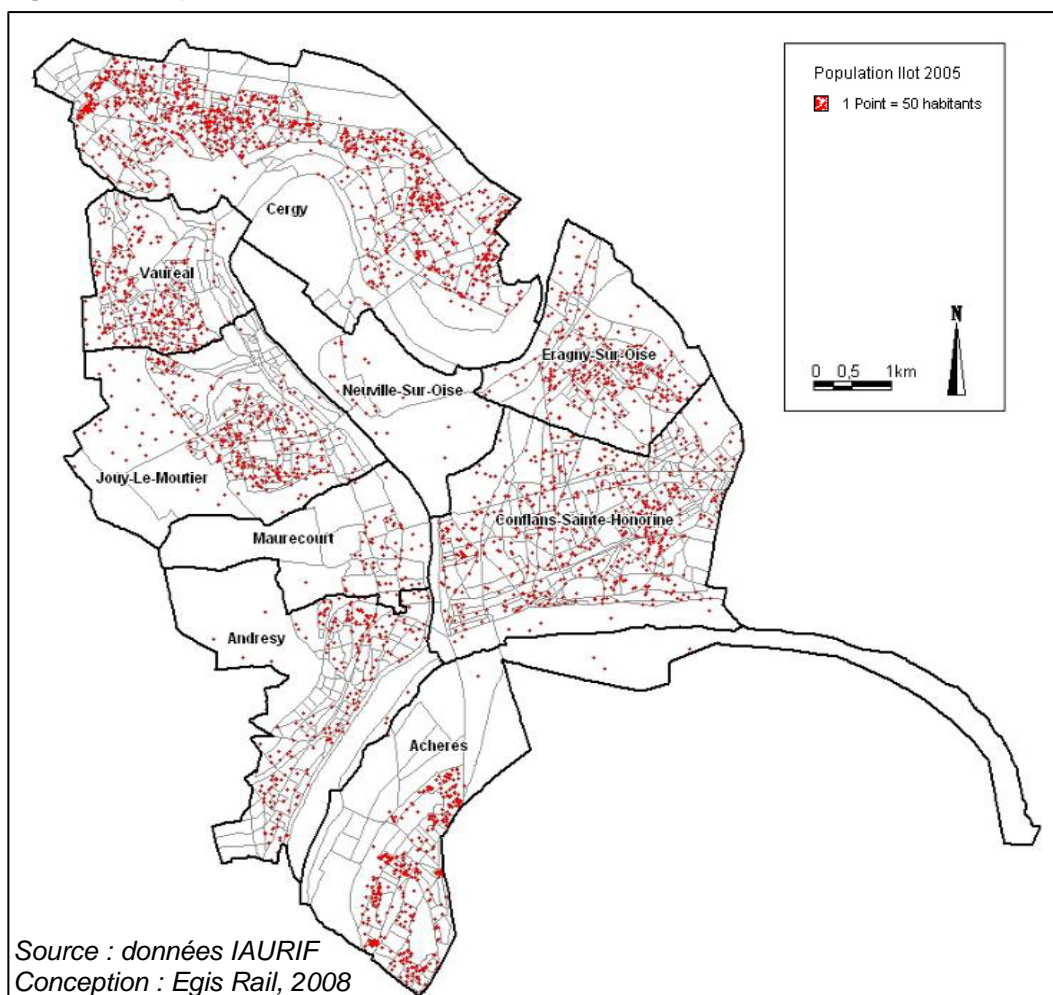 Population Ilot 2005
1 Point = 50 habitants
Cergy
Vaureal
Eragny-Sur-Oise
Neuville-Sur-Oise
N
0 0,5 1km
Jouy-Le-Moutier
Conflans-Sainte-Honorine
Maurecourt
Andresy
Acheres
Source : données IAURIF
Conception : Egis Rail, 2008